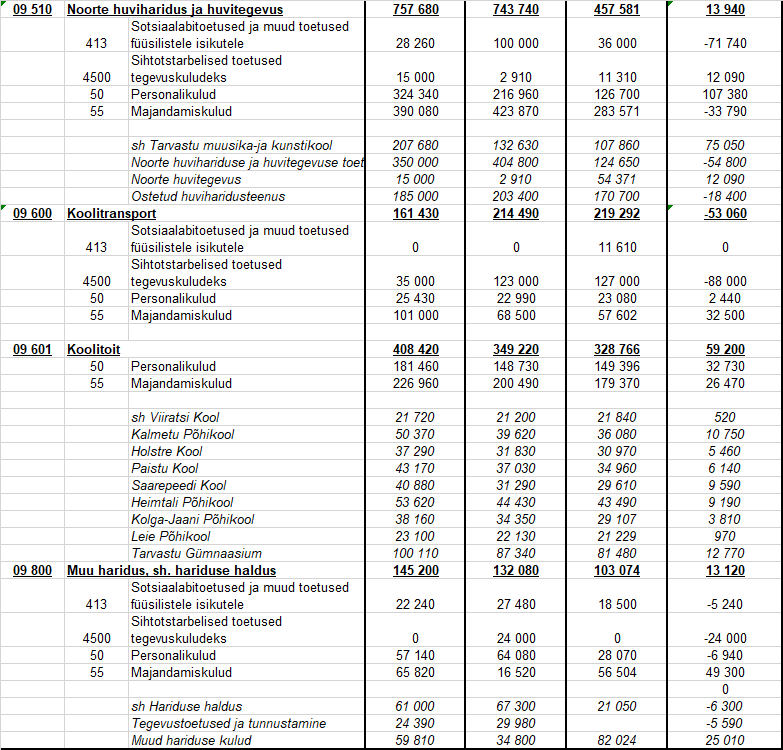 09 510 Noorte huviharidus ja huvitegevus 757 680 743 740 457 581 13 940
Sotsiaalabitoetused ja muud toetused
413 füüsilistele isikutele 28 260 100 000 36 000 -71 740
Sihtotstarbelised toetused
4500 tegevuskuludeks 15 000 2 910 11 310 12 090
50 Personalikulud 324 340 216 960 126 700 107 380
55 Majandamiskulud 390 080 423 870 283 571 -33 790
sh Tarvastu muusika-ja kunstikool 207 680 132 630 107 860 75 050
Noorte huvihariduse ja huvitegevuse toet 350 000 404 800 124 650 -54 800
Noorte huvitegevus 15 000 2 910 54 371 12 090
Ostetud huviharidusteenus 185 000 203 400 170 700 -18 400
09 600 Koolitransport 161 430 214 490 219 292 -53 060
Sotsiaalabitoetused ja muud toetused
413 füüsilistele isikutele 0 0 11 610 0
Sihtotstarbelised toetused
4500 tegevuskuludeks 35 000 123 000 127 000 -88 000
50 Personalikulud 25 430 22 990 23 080 2 440
55 Majandamiskulud 101 000 68 500 57 602 32 500
09 601 Koolitoit 408 420 349 220 328 766 59 200
50 Personalikulud 181 460 148 730 149 396 32 730
55 Majandamiskulud 226 960 200 490 179 370 26 470
sh Viiratsi Kool 21 720 21 200 21 840 520
Kalmetu Põhikool 50 370 39 620 36 080 10 750
Holstre Kool 37 290 31 830 30 970 5 460
Paistu Kool 43 170 37 030 34 960 6 140
Saarepeedi Kool 40 880 31 290 29 610 9 590
Heimtali Põhikool 53 620 44 430 43 490 9 190
Kolga-Jaani Põhikool 38 160 34 350 29 107 3 810
Leie Põhikool 23 100 22 130 21 229 970
Tarvastu Gümnaasium 100 110 87 340 81 480 12 770
09 800 Muu haridus, sh. hariduse haldus 145 200 132 080 103 074 13 120
Sotsiaalabitoetused ja muud toetused
413 füüsilistele isikutele 22 240 27 480 18 500 -5 240
Sihtotstarbelised toetused
4500 tegevuskuludeks 0 24 000 0 -24 000
50 Personalikulud 57 140 64 080 28 070 -6 940
55 Majandamiskulud 65 820 16 520 56 504 49 300
0
sh Hariduse haldus 61 000 67 300 21 050 -6 300
Tegevustoetused ja tunnustamine 24 390 29 980 -5 590
Muud hariduse kulud 59 810 34 800 82 024 25 010